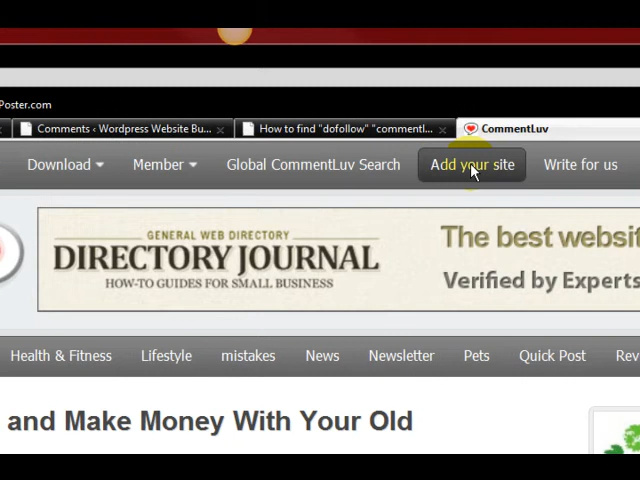 Poster.com
Comments ‹ Wordpress Website Bu...
How to find "dofollow" "commentl...
CommentLuv
Download
Member
Global CommentLuv Search
Add your site
Write for us
GENERAL WEB DIRECTORY
DIRECTORY JOURNAL
HOW-TO GUIDES FOR SMALL BUSINESS
The best websit
Verified by Experts
Health & Fitness
Lifestyle
mistakes
News
Newsletter
Pets
Quick Post
Rev
and Make Money With Your Old